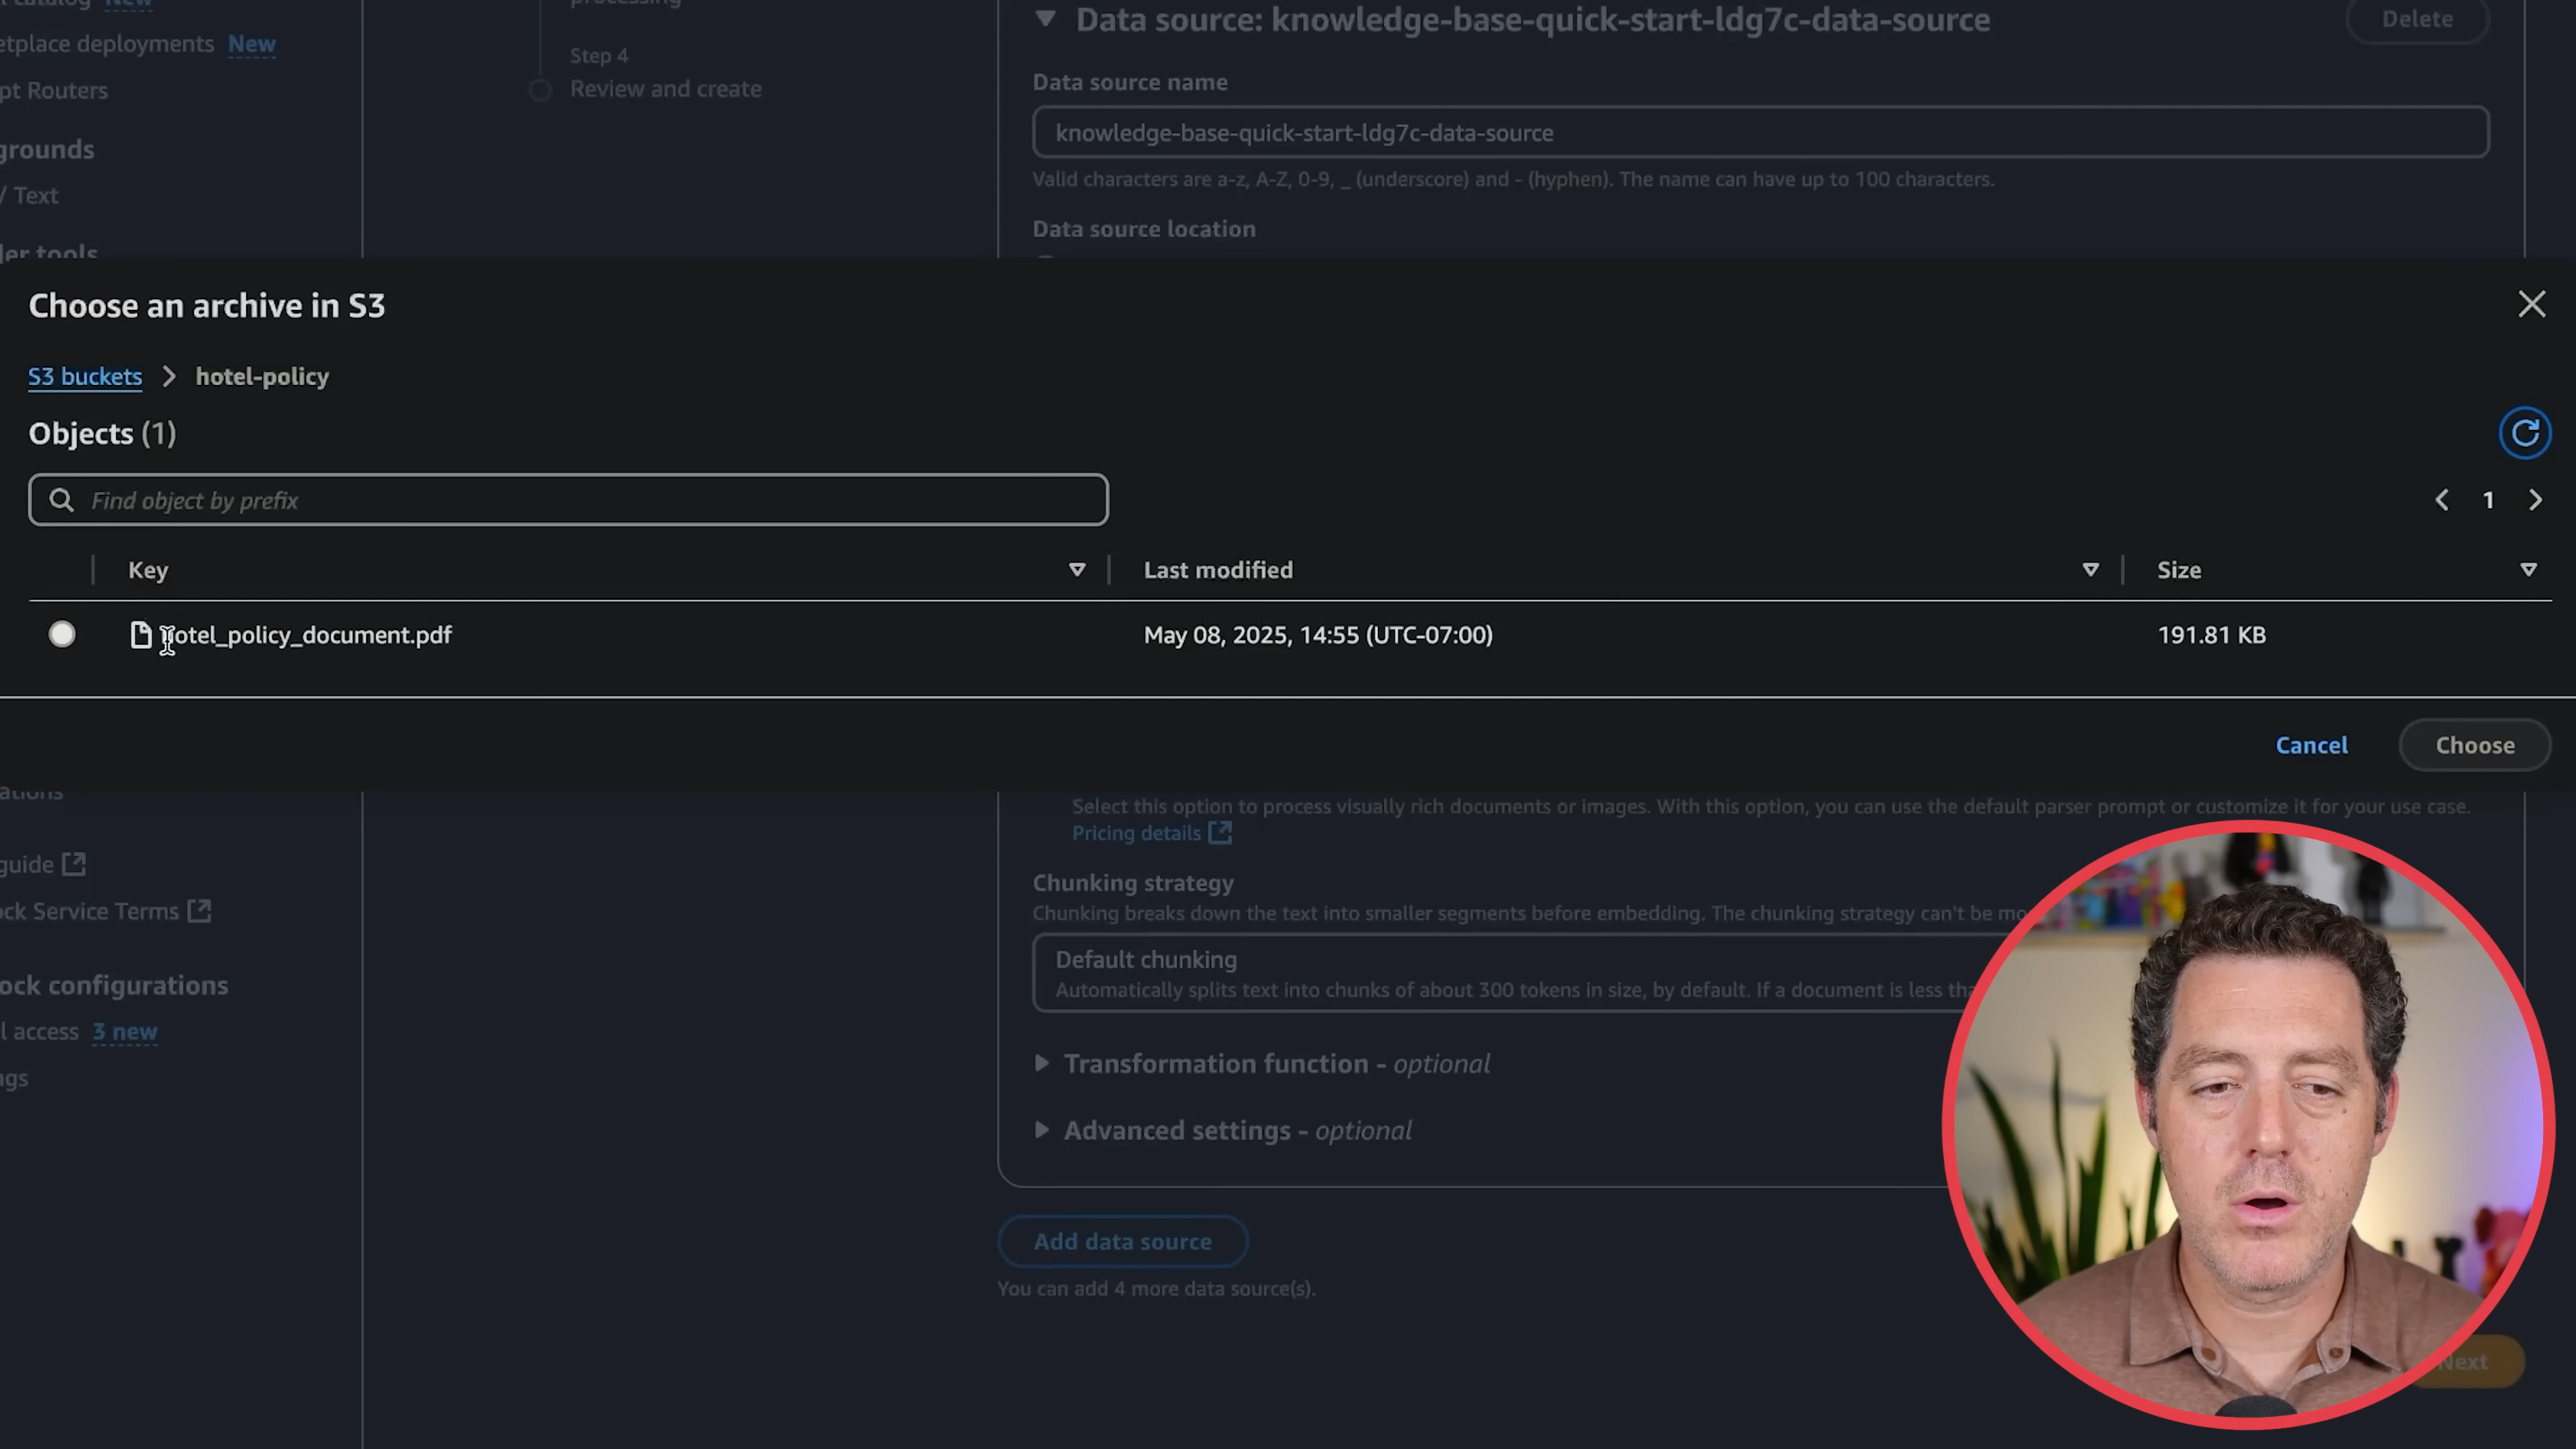 New
etplace deployments New
pt Routers
grounds
/ Text
ler tools
processing
Step 4
Review and create
Data source: knowledge-base-quick-start-ldg7c-data-source
Delete
Data source name
knowledge-base-quick-start-ldg7c-data-source
Valid characters are a-z, A-Z, 0-9, _ (underscore) and - (hyphen). The name can have up to 100 characters.
Data source location
Choose an archive in S3
S3 buckets > hotel-policy
Objects (1)
Find object by prefix
1
Key Last modified Size
hotel_policy_document.pdf May 08, 2025, 14:55 (UTC-07:00) 191.81 KB
Cancel Choose
ations
guide
ock Service Terms
ock configurations
l access 3 new
ngs
Select this option to process visually rich documents or images. With this option, you can use the default parser prompt or customize it for your use case.
Pricing details
Chunking strategy
Chunking breaks down the text into smaller segments before embedding. The chunking strategy can't be mo
Default chunking
Automatically splits text into chunks of about 300 tokens in size, by default. If a document is less tha
Transformation function - optional
Advanced settings - optional
Add data source
You can add 4 more data source(s).
Next